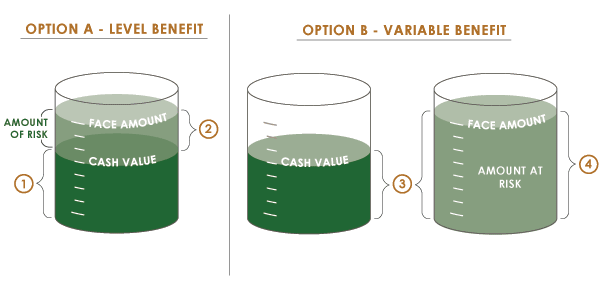 OPTION A - LEVEL BENEFIT
AMOUNT
OF RISK
FACE AMOUNT
CASH VALUE
1
2
OPTION B - VARIABLE BENEFIT
CASH VALUE
3
FACE AMOUNT
AMOUNT AT
RISK
4